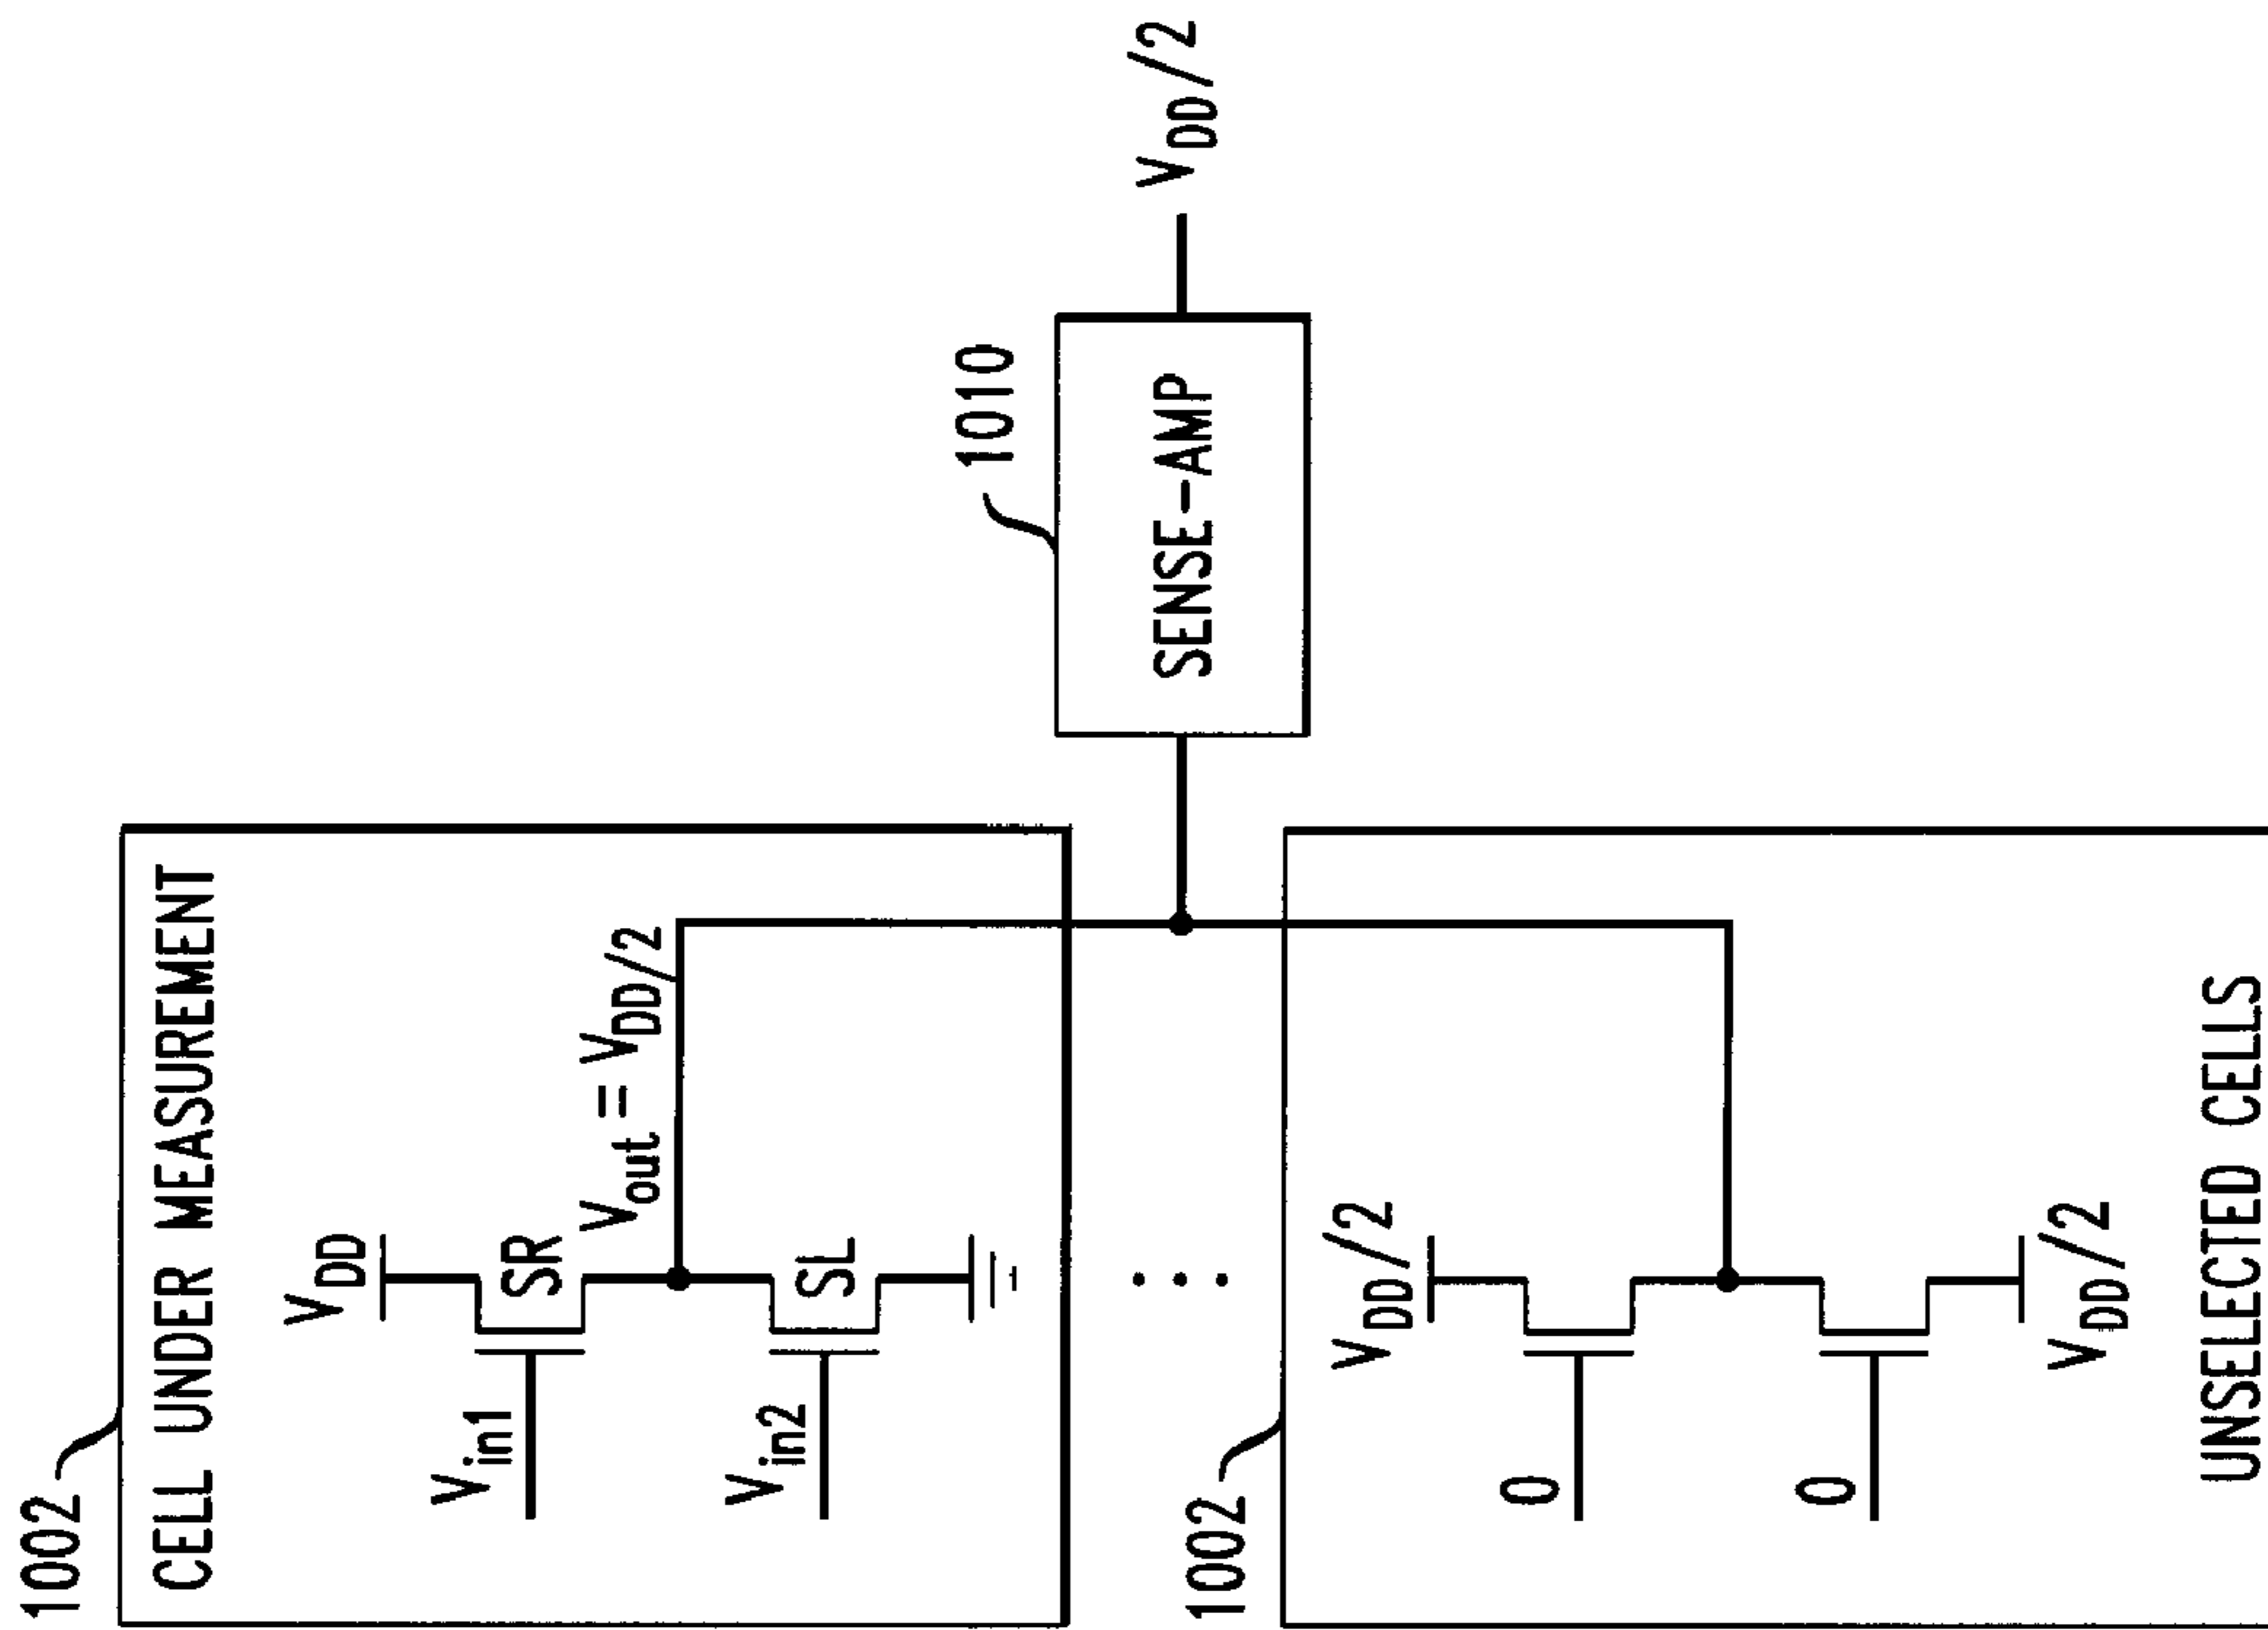 1002
CELL UNDER MEASUREMENT
V_DD
V_in1
SR
V_out = V_DD/2
V_in2
SL
1010
SENSE-AMP
V_DD/2
1002
V_DD/2
0
0
V_DD/2
UNSELECTED CELLS